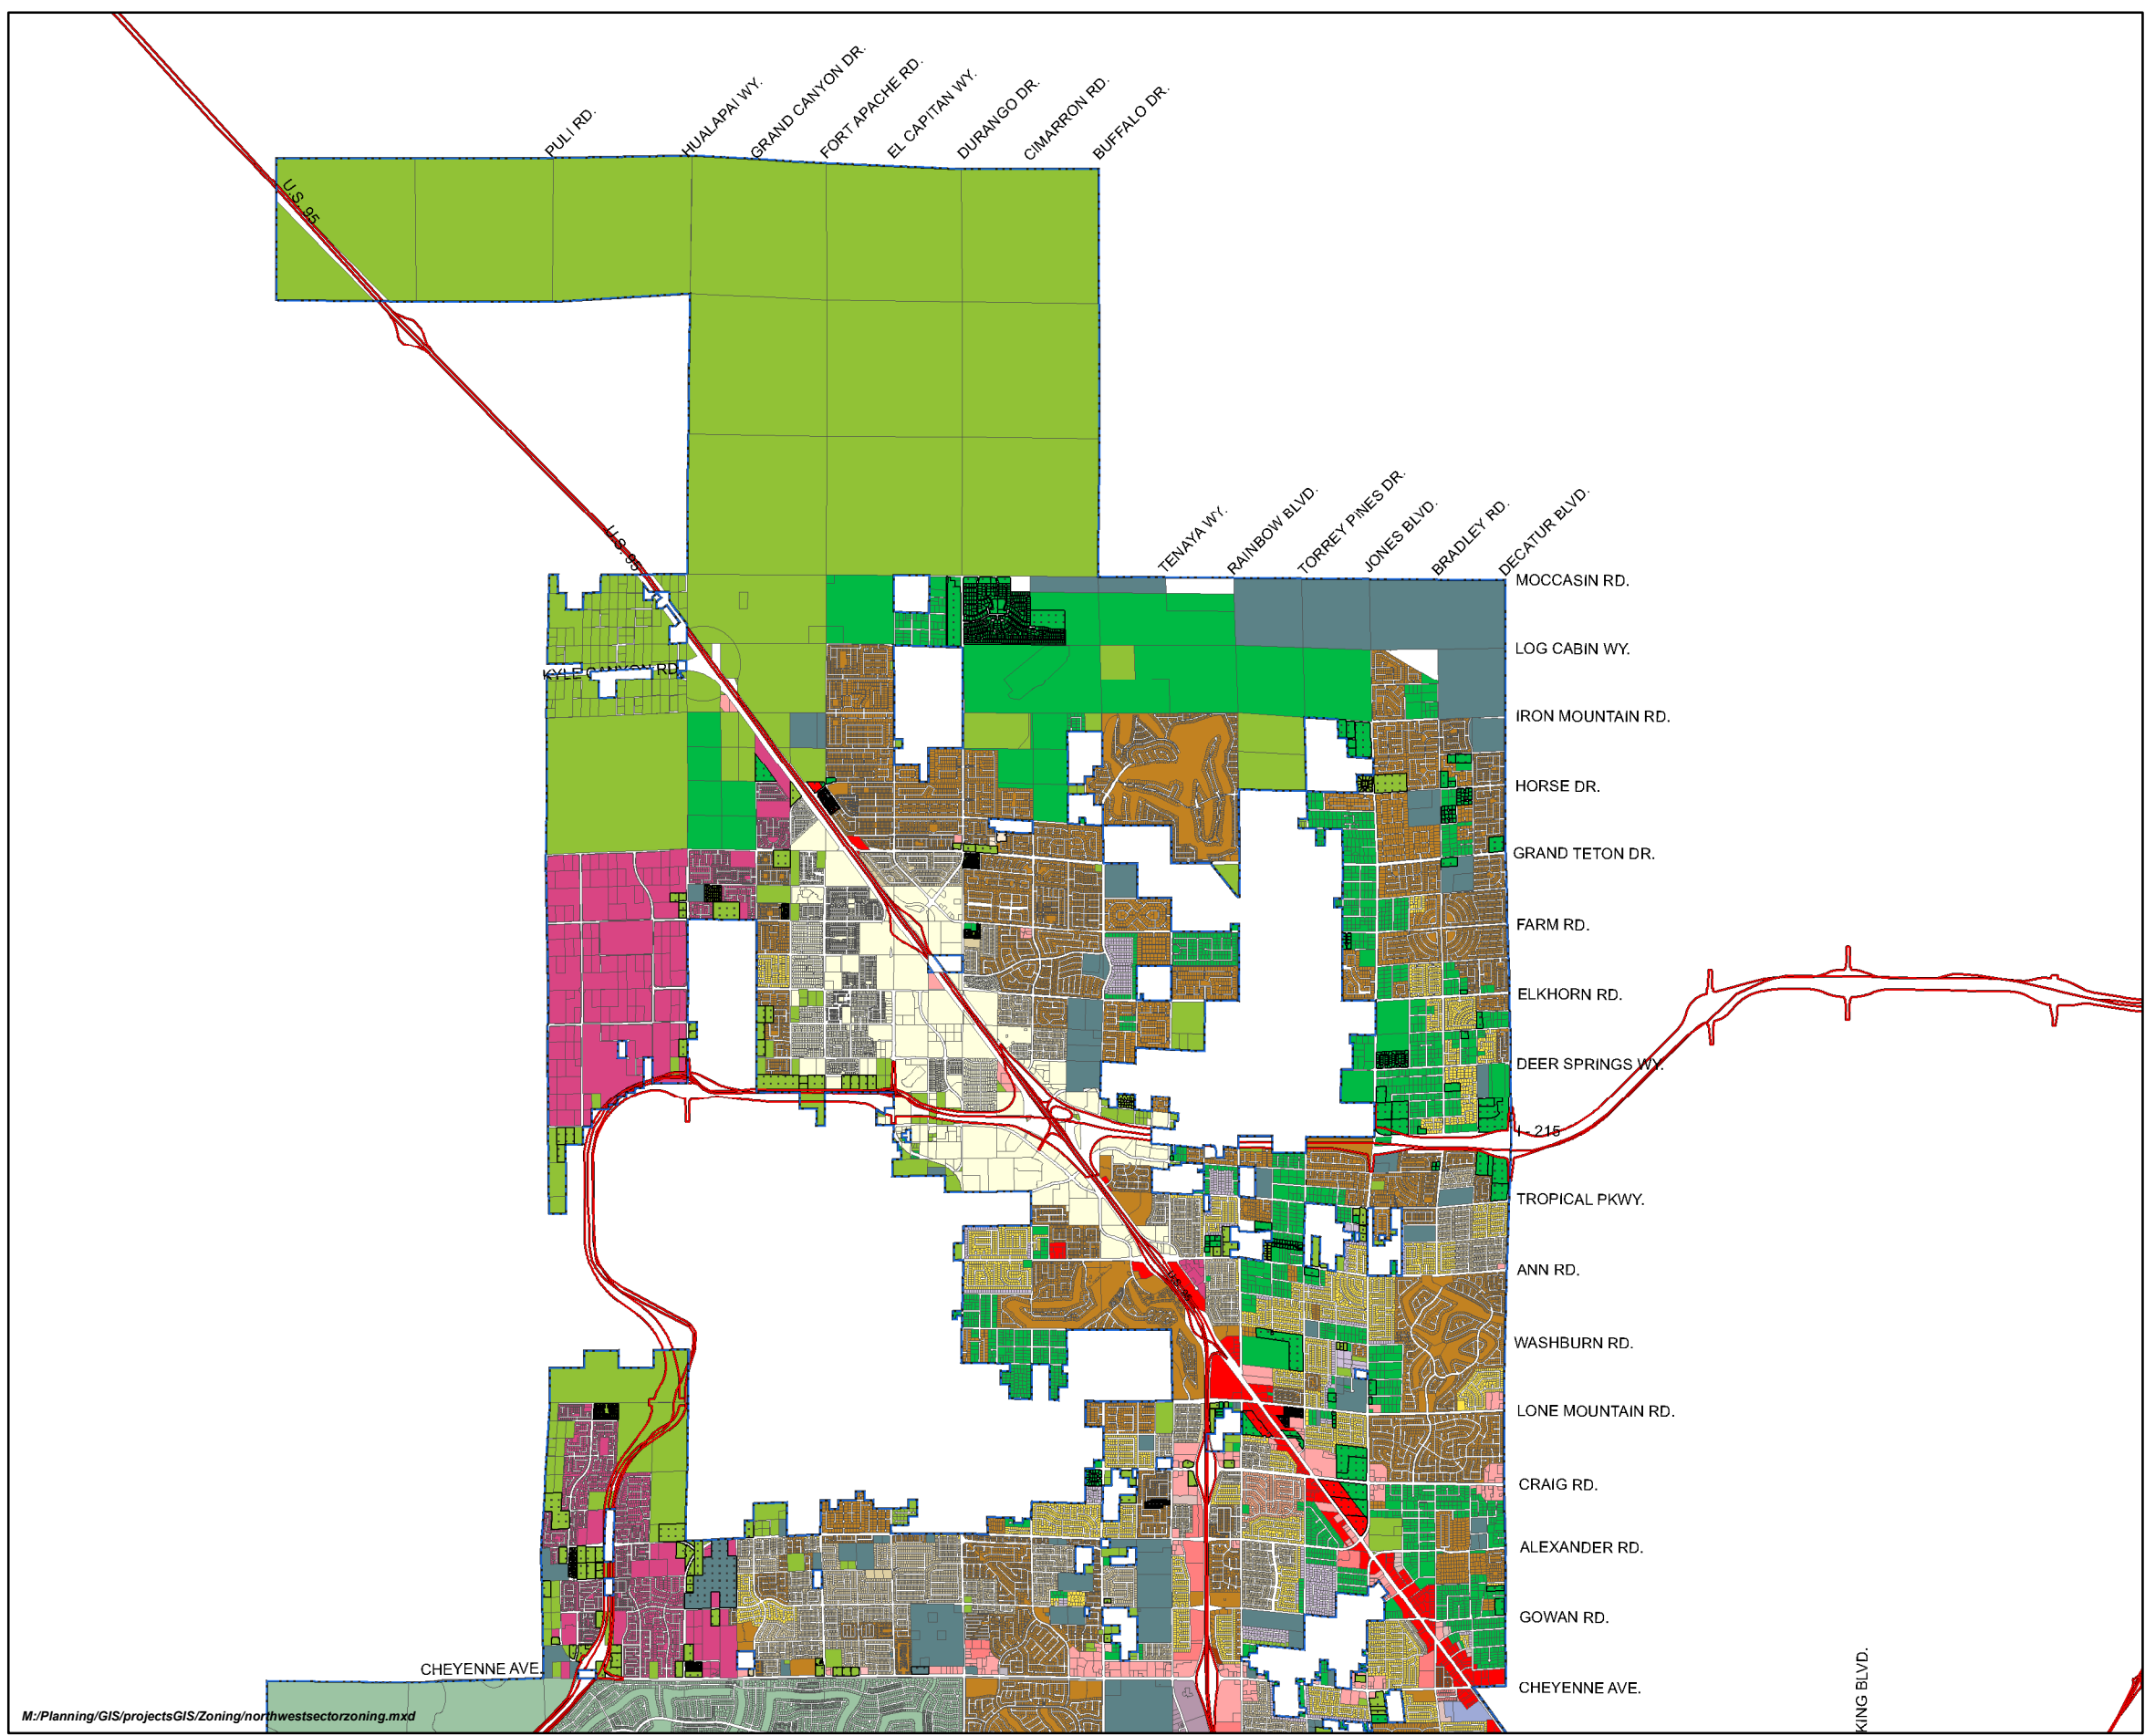 PULI RD.
HUALAPAI WY.
GRAND CANYON DR.
FORT APACHE RD.
EL CAPITAN WY.
DURANGO DR.
CIMARRON RD.
BUFFALO DR.
U.S. 95
U.S. 95
TENAYA WY.
RAINBOW BLVD.
TORREY PINES DR.
JONES BLVD.
BRADLEY RD.
DECATUR BLVD.
MOCCASIN RD.
LOG CABIN WY.
KYLE CANYON RD.
IRON MOUNTAIN RD.
HORSE DR.
GRAND TETON DR.
FARM RD.
ELKHORN RD.
DEER SPRINGS WY.
I - 215
TROPICAL PKWY.
ANN RD.
U.S. 95
WASHBURN RD.
LONE MOUNTAIN RD.
CRAIG RD.
ALEXANDER RD.
GOWAN RD.
CHEYENNE AVE.
CHEYENNE AVE.
KING BLVD.
M:/Planning/GIS/projectsGIS/Zoning/northwestsectorzoning.mxd